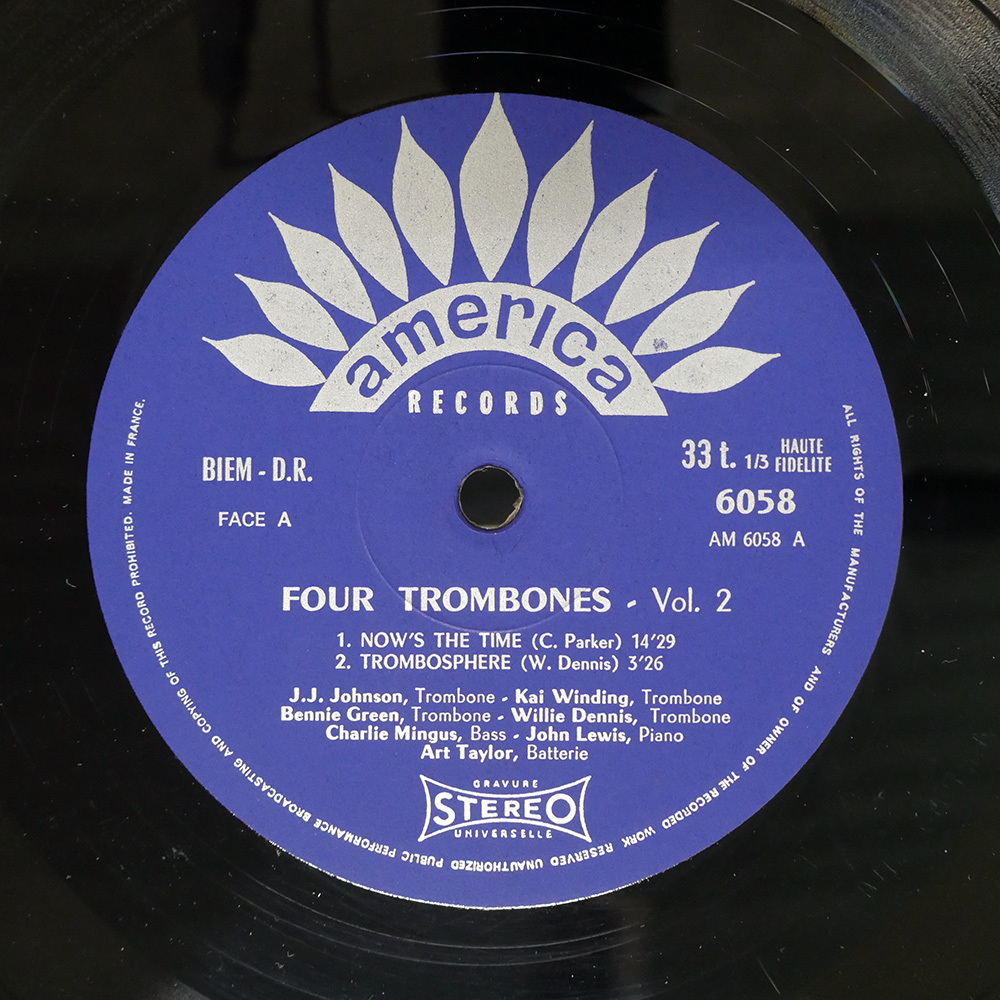 america
RECORDS
BIEM - D.R.
FACE A
33 t. 1/3 HAUTE FIDELITE
6058
AM 6058 A
FOUR TROMBONES - Vol. 2
1. NOW'S THE TIME (C. Parker) 14'29
2. TROMBOSPHERE (W. Dennis) 3'26
J.J. Johnson, Trombone - Kai Winding, Trombone
Bennie Green, Trombone - Willie Dennis, Trombone
Charlie Mingus, Bass - John Lewis, Piano
Art Taylor, Batterie
GRAVURE
STEREO
UNIVERSELLE
ALL RIGHTS OF THE MANUFACTURERS AND OF OWNER OF THE RECORDED WORK RESERVED UNAUTHORIZED PUBLIC PERFORMANCE BROADCASTING AND COPYING OF THIS RECORD PROHIBITED. MADE IN FRANCE.